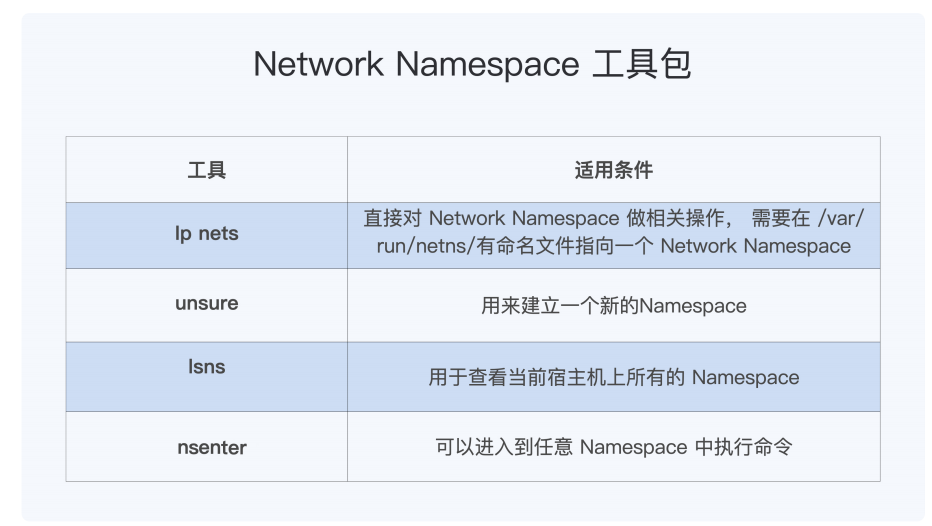 Network Namespace 工具包
工具
适用条件
Ip nets
直接对 Network Namespace 做相关操作， 需要在 /var/
run/netns/有命名文件指向一个 Network Namespace
unsure
用来建立一个新的Namespace
lsns
用于查看当前宿主机上所有的 Namespace
nsenter
可以进入到任意 Namespace 中执行命令